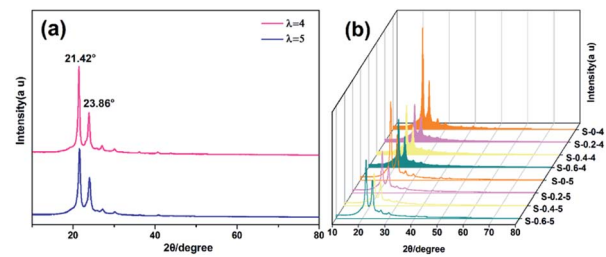 (a)
λ=4
λ=5
21.42°
23.86°
Intensity(a u)
20
40
60
80
2θ/degree
(b)
Intensity(a u)
S-0-4
S-0.2-4
S-0.4-4
S-0.6-4
S-0-5
S-0.2-5
S-0.4-5
S-0.6-5
10 20 30 40 50 60 70 80
2θ/degree